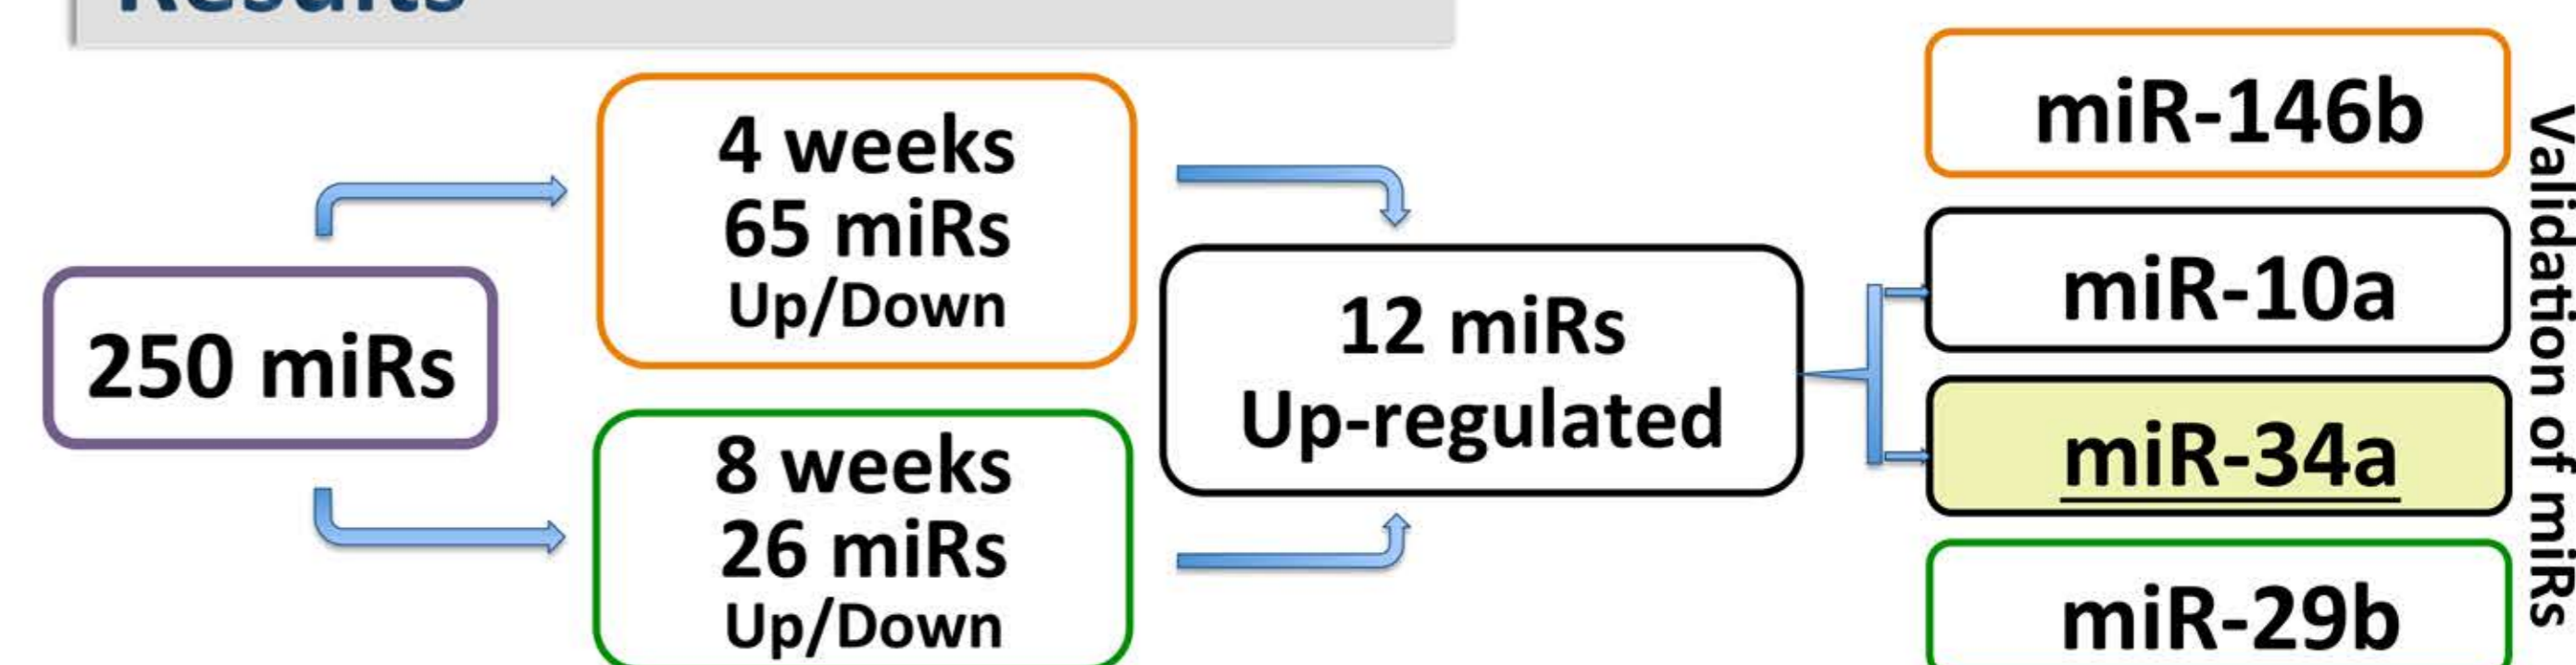 Results
250 miRs
4 weeks
65 miRs
Up/Down
8 weeks
26 miRs
Up/Down
12 miRs
Up-regulated
miR-146b
miR-10a
miR-34a
miR-29b
Validation of miRs